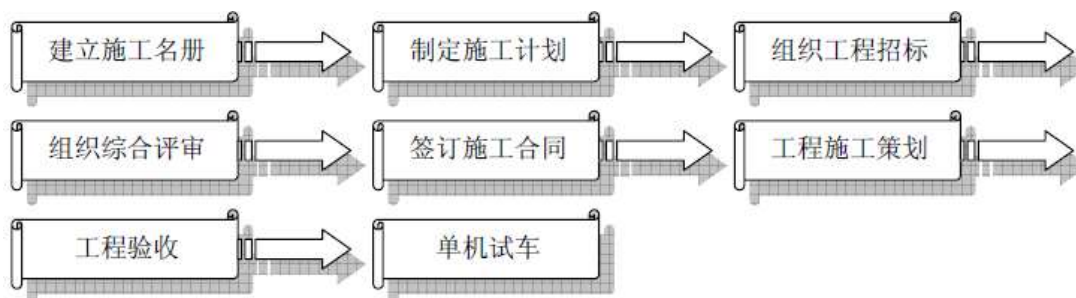 建立施工名册
制定施工计划
组织工程招标
组织综合评审
签订施工合同
工程施工策划
工程验收
单机试车